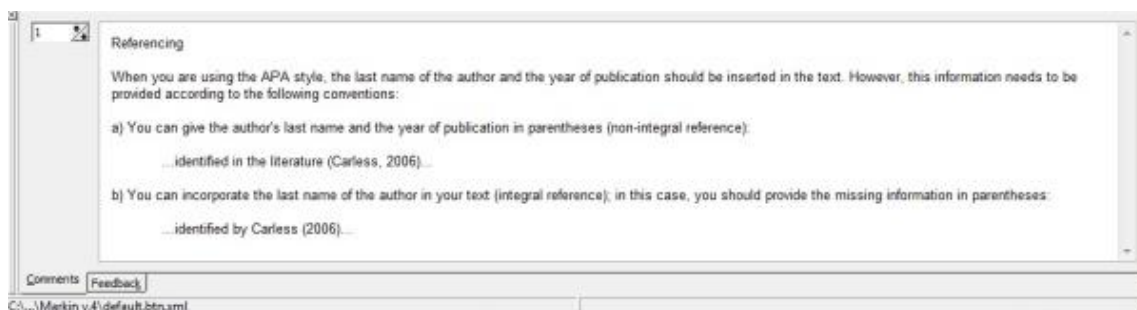 1
Referencing
When you are using the APA style, the last name of the author and the year of publication should be inserted in the text. However, this information needs to be
provided according to the following conventions:
a) You can give the author's last name and the year of publication in parentheses (non-integral reference):
...identified in the literature (Carless, 2006)...
b) You can incorporate the last name of the author in your text (integral reference); in this case, you should provide the missing information in parentheses:
...identified by Carless (2006)...
Comments Feedback
C:\...\Markin v.4\default.btn.xml